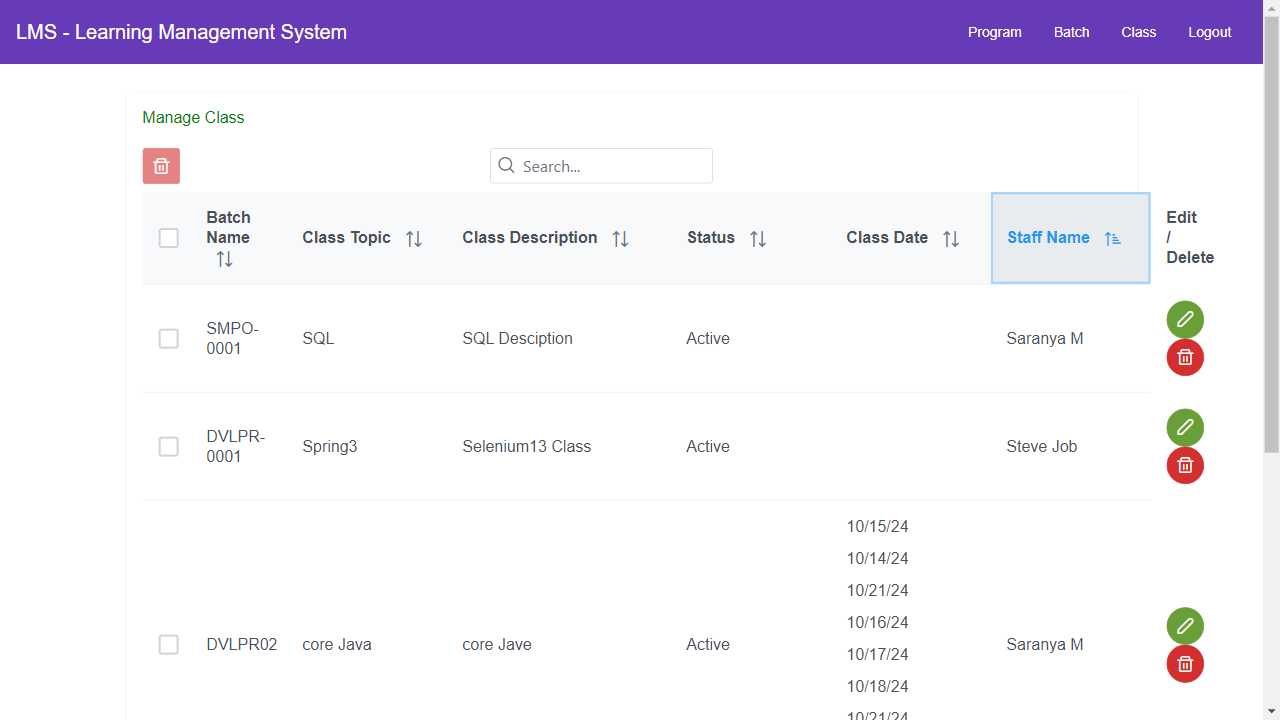 LMS - Learning Management System
Program
Batch
Class
Logout
Manage Class
Search...
Batch
Name
Class Topic
Class Description
Status
Class Date
Staff Name
Edit
/
Delete
SMPO-
0001
SQL
SQL Desciption
Active
Saranya M
DVLPR-
0001
Spring3
Selenium13 Class
Active
Steve Job
DVLPR02
core Java
core Jave
Active
10/15/24
10/14/24
10/21/24
10/16/24
10/17/24
10/18/24
10/21/24
Saranya M